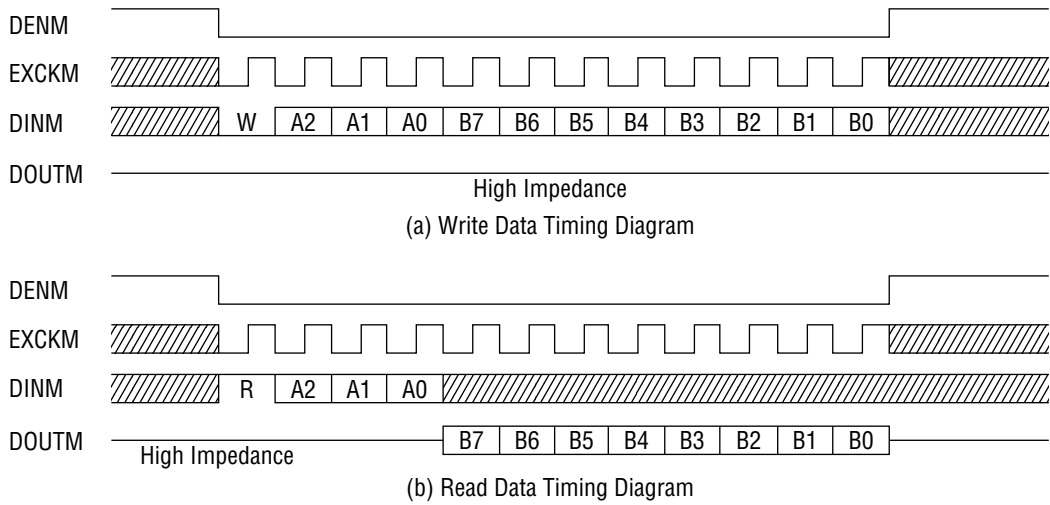 DENM
EXCKM
DINM W A2 A1 A0 B7 B6 B5 B4 B3 B2 B1 B0
DOUTM
High Impedance
(a) Write Data Timing Diagram
DENM
EXCKM
DINM R A2 A1 A0
DOUTM B7 B6 B5 B4 B3 B2 B1 B0
High Impedance
(b) Read Data Timing Diagram